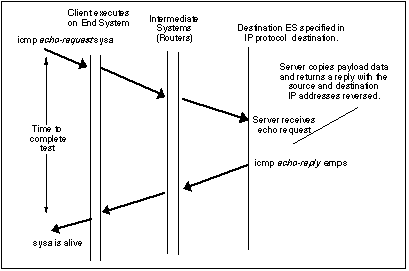 Client executes
on End System
Intermediate
Systems
(Routers)
Destination ES specified in
IP protocol destination.
icmp echo-request sysa
Server copies payload data
and returns a reply with the
source and destination
IP addresses reversed.
Time to
complete
test
Server receives
echo request
icmp echo-reply emps
sysa is alive